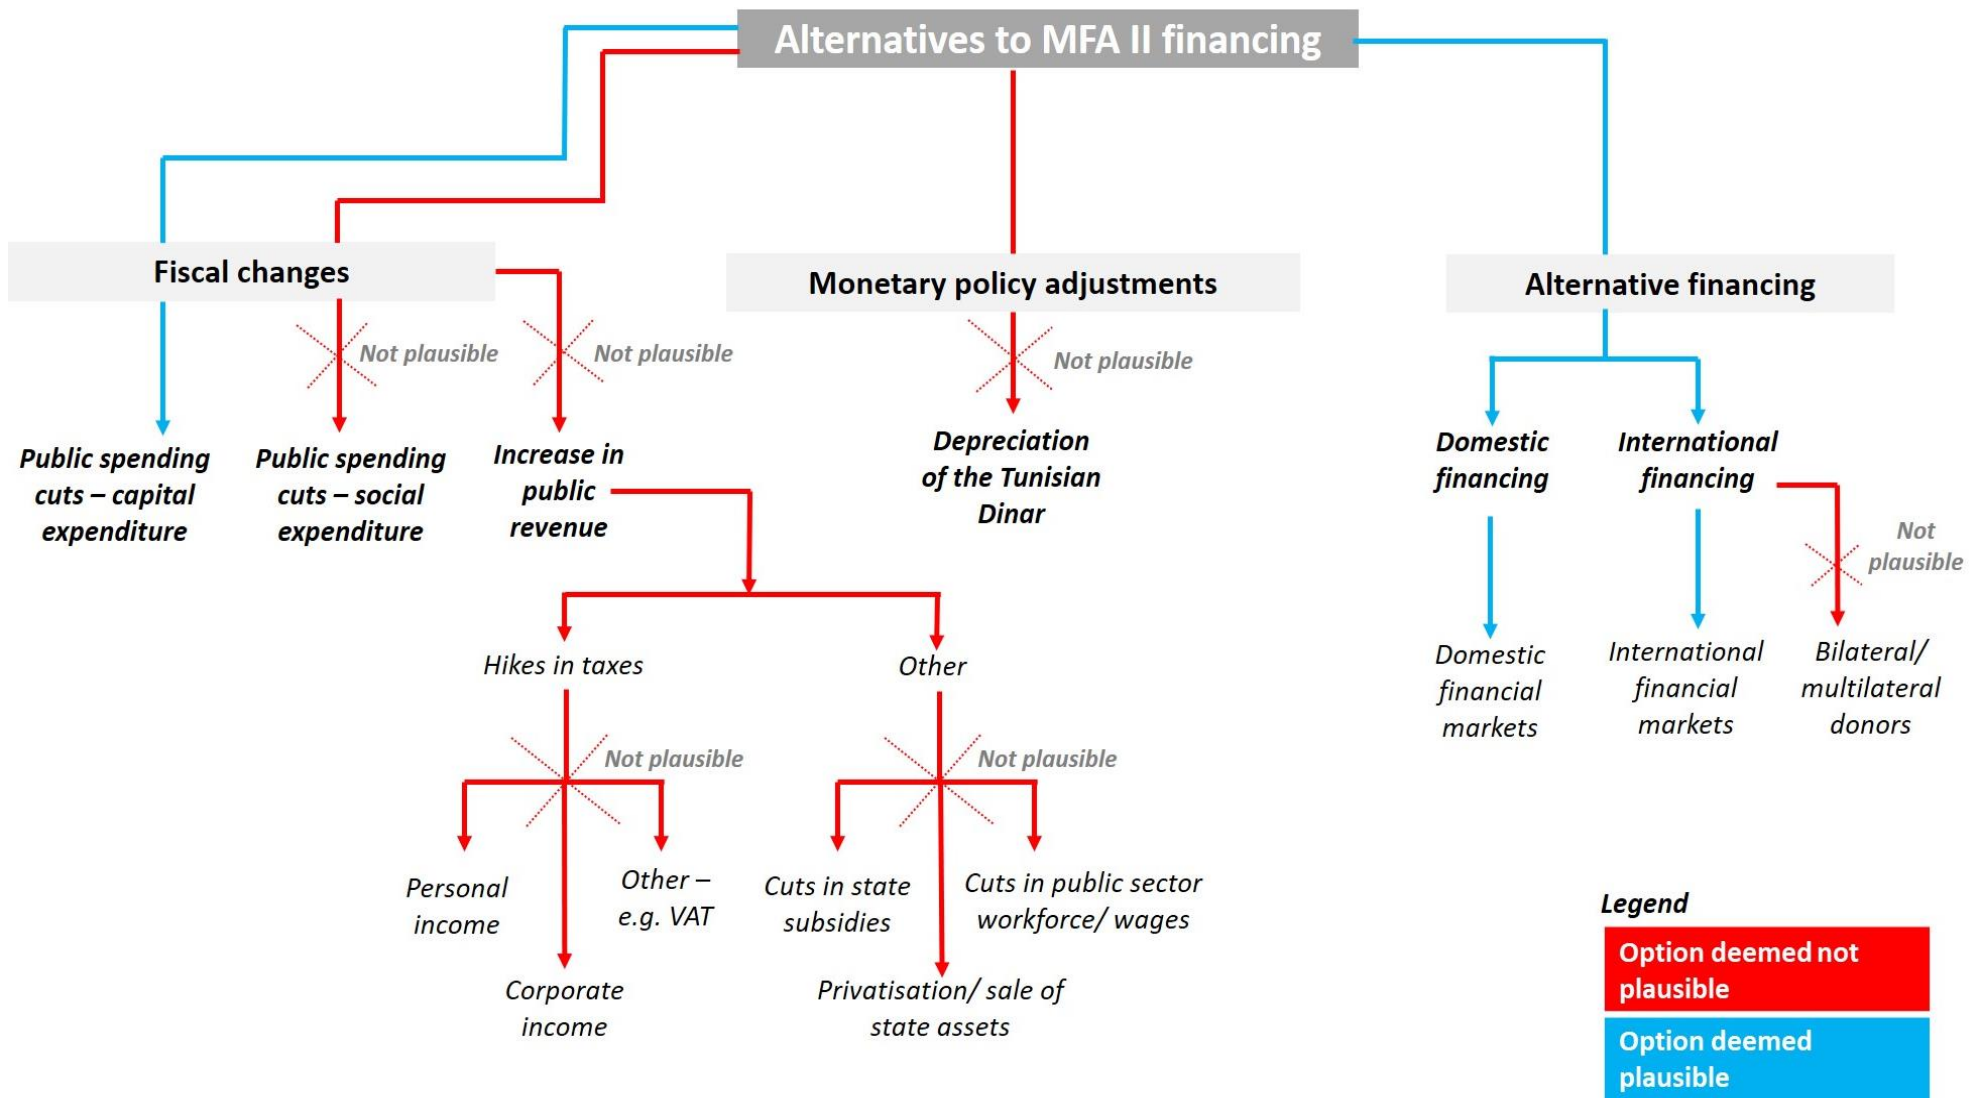 Alternatives to MFA II financing
Fiscal changes
Monetary policy adjustments
Alternative financing
Not plausible
Not plausible
Not plausible
Public spending
cuts – capital
expenditure
Public spending
cuts – social
expenditure
Increase in
public
revenue
Depreciation
of the Tunisian
Dinar
Domestic
financing
International
financing
Not
plausible
Hikes in taxes
Other
Domestic
financial
markets
International
financial
markets
Bilateral/
multilateral
donors
Not plausible
Not plausible
Personal
income
Other –
e.g. VAT
Cuts in state
subsidies
Cuts in public sector
workforce/ wages
Corporate
income
Privatisation/ sale of
state assets
Legend
Option deemed not
plausible
Option deemed
plausible